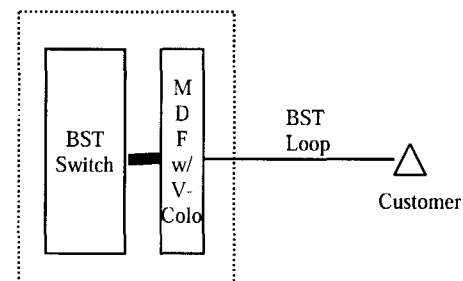 BST
Switch
M
D
F
w/
V-
Colo
BST
Loop
Customer